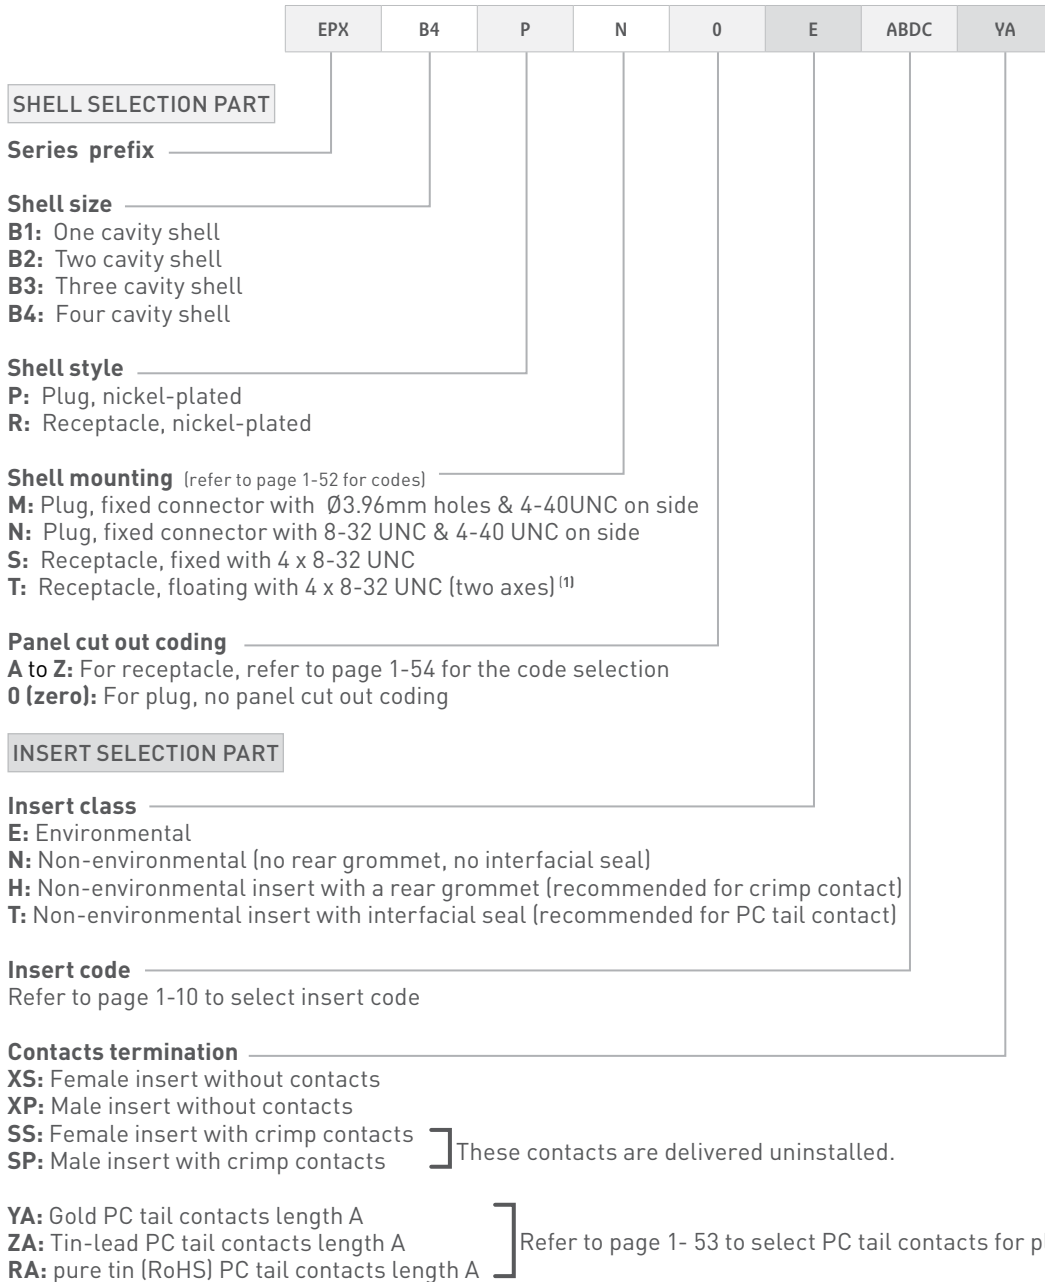 EPX B4 P N 0 E ABDC YA
SHELL SELECTION PART
Series prefix
Shell size
B1: One cavity shell
B2: Two cavity shell
B3: Three cavity shell
B4: Four cavity shell
Shell style
P: Plug, nickel-plated
R: Receptacle, nickel-plated
Shell mounting (refer to page 1-52 for codes)
M: Plug, fixed connector with Ø3.96mm holes & 4-40UNC on side
N: Plug, fixed connector with 8-32 UNC & 4-40 UNC on side
S: Receptacle, fixed with 4 x 8-32 UNC
T: Receptacle, floating with 4 x 8-32 UNC (two axes) (1)
Panel cut out coding
A to Z: For receptacle, refer to page 1-54 for the code selection
0 (zero): For plug, no panel cut out coding
INSERT SELECTION PART
Insert class
E: Environmental
N: Non-environmental (no rear grommet, no interfacial seal)
H: Non-environmental insert with a rear grommet (recommended for crimp contact)
T: Non-environmental insert with interfacial seal (recommended for PC tail contact)
Insert code
Refer to page 1-10 to select insert code
Contacts termination
XS: Female insert without contacts
XP: Male insert without contacts
SS: Female insert with crimp contacts
SP: Male insert with crimp contacts
These contacts are delivered uninstalled.
YA: Gold PC tail contacts length A
ZA: Tin-lead PC tail contacts length A
RA: pure tin (RoHS) PC tail contacts length A
Refer to page 1- 53 to select PC tail contacts for